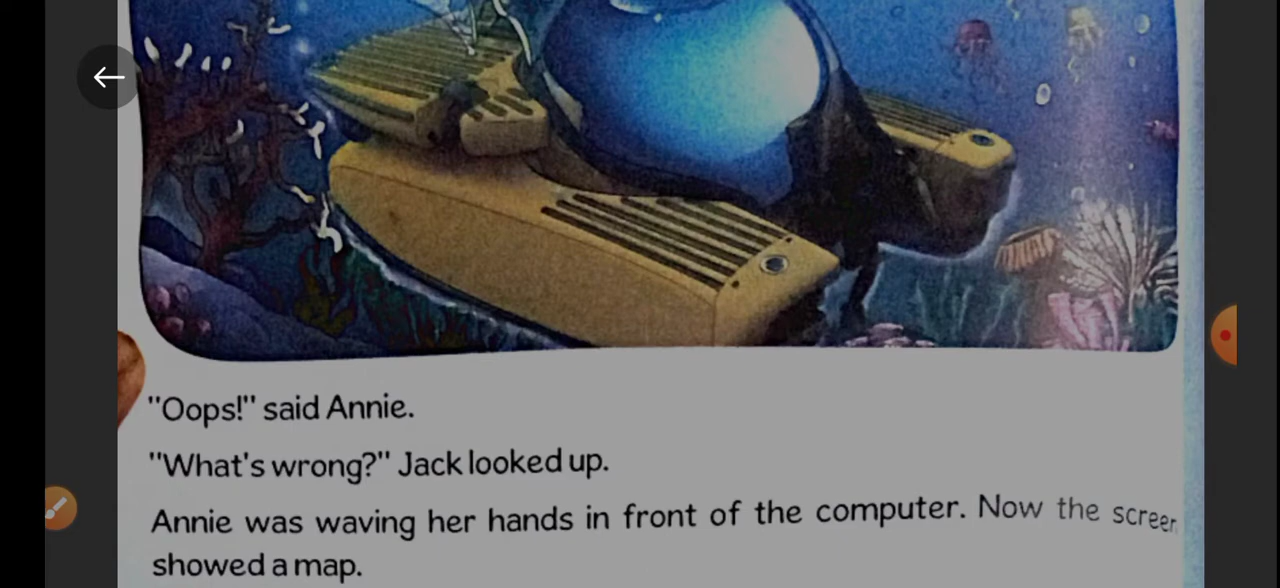 "Oops!" said Annie.
"What's wrong?" Jack looked up.
Annie was waving her hands in front of the computer. Now the screen
showed a map.